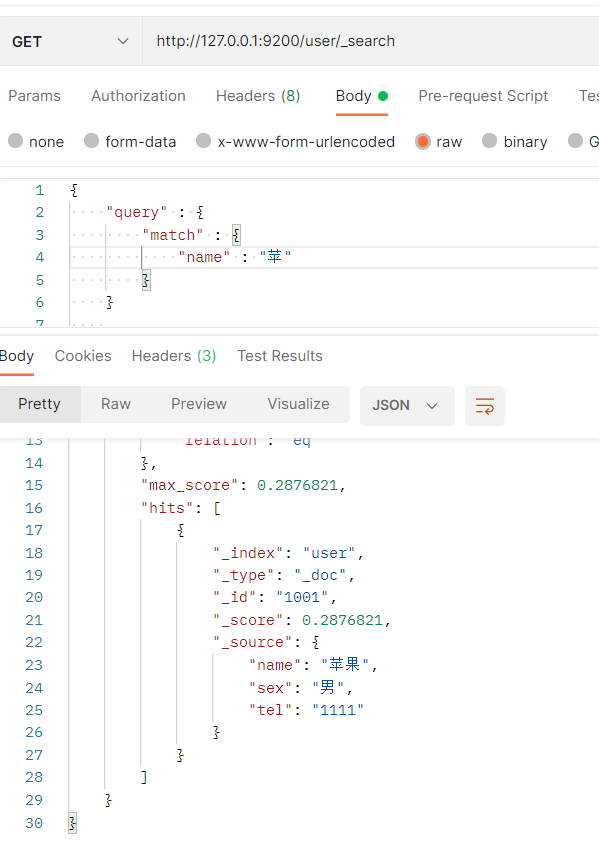 GET http://127.0.0.1:9200/user/_search
Params Authorization Headers (8) Body Pre-request Script
none form-data x-www-form-urlencoded raw binary
1 {
2 "query" : {
3 "match" : {
4 "name" : "苹"
5 }
6 }
7
Body Cookies Headers (3) Test Results
Pretty Raw Preview Visualize JSON
13 relation : eq
14 },
15 "max_score": 0.2876821,
16 "hits": [
17 {
18 "_index": "user",
19 "_type": "_doc",
20 "_id": "1001",
21 "_score": 0.2876821,
22 "_source": {
23 "name": "苹果",
24 "sex": "男",
25 "tel": "1111"
26 }
27 }
28 ]
29 }
30 }